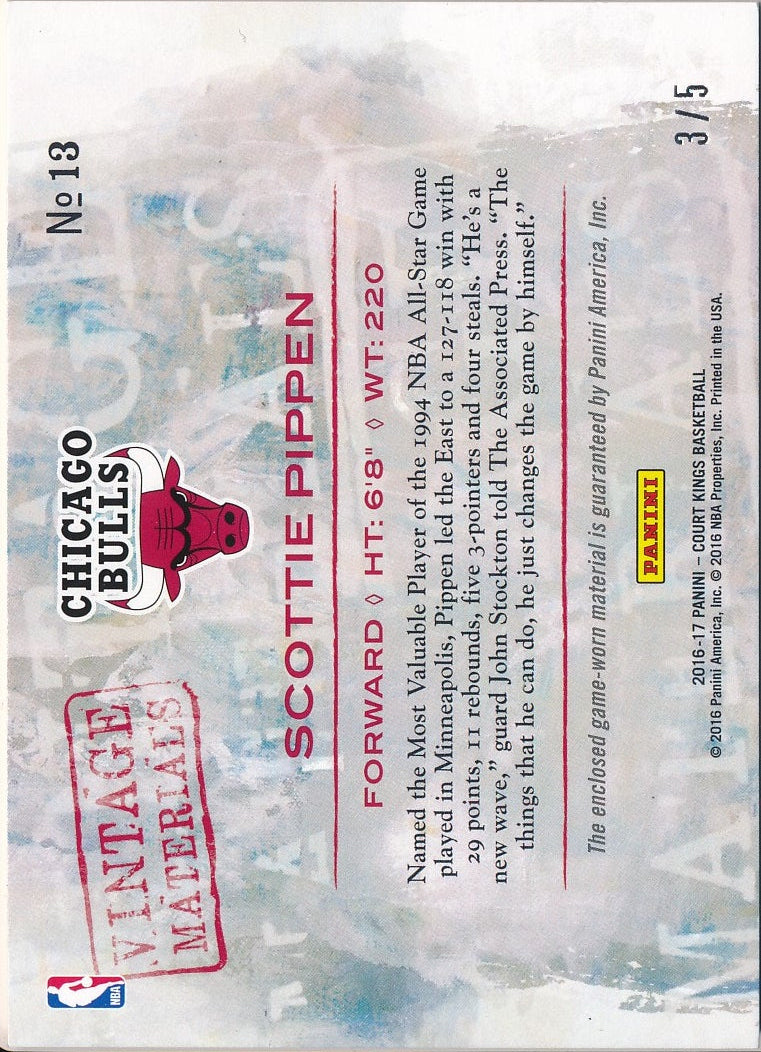 VINTAGE
MATERIALS
CHICAGO
BULLS
No 13
NBA
SCOTTIE PIPPEN
FORWARD ◊ HT: 6'8" ◊ WT: 220
Named the Most Valuable Player of the 1994 NBA All-Star Game
played in Minneapolis, Pippen led the East to a 127-118 win with
29 points, 11 rebounds, five 3-pointers and four steals. “He's a
new wave,” guard John Stockton told The Associated Press. “The
things that he can do, he just changes the game by himself.”
The enclosed game-worn material is guaranteed by Panini America, Inc.
PANINI
3 / 5
2016-17 PANINI – COURT KINGS BASKETBALL
© 2016 Panini America, Inc. © 2016 NBA Properties, Inc. Printed in the USA.